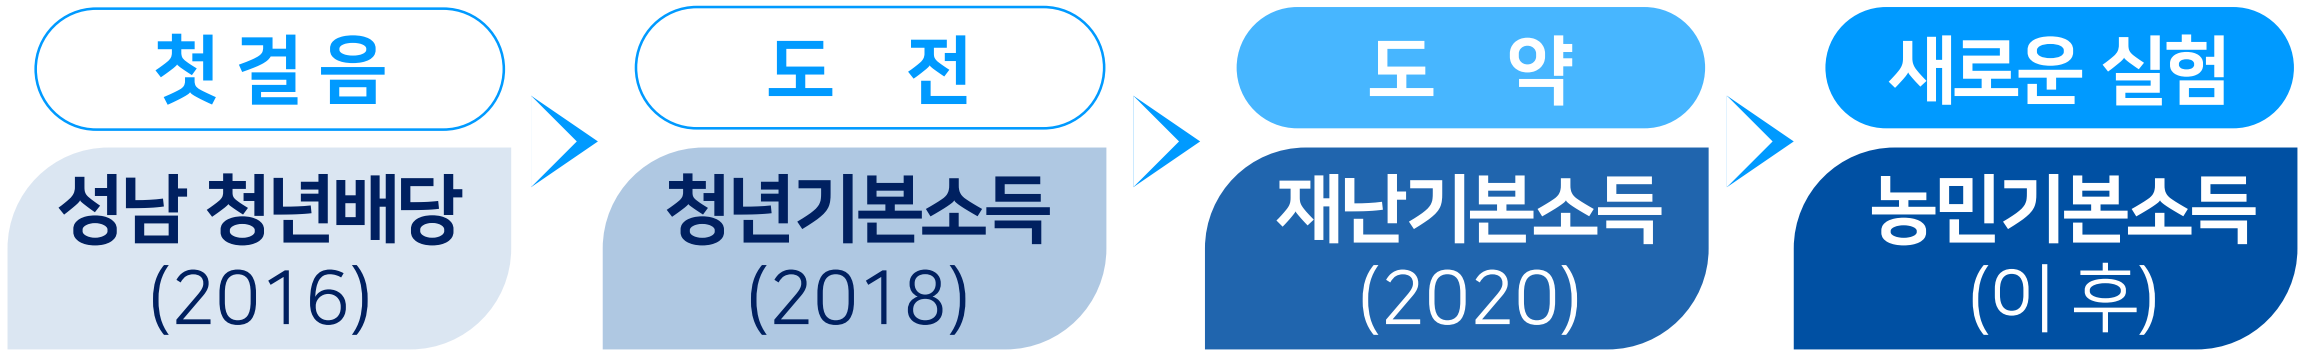 첫걸음
성남 청년배당
(2016)
도 전
청년기본소득
(2018)
도 약
재난기본소득
(2020)
새로운 실험
농민기본소득
(이 후)